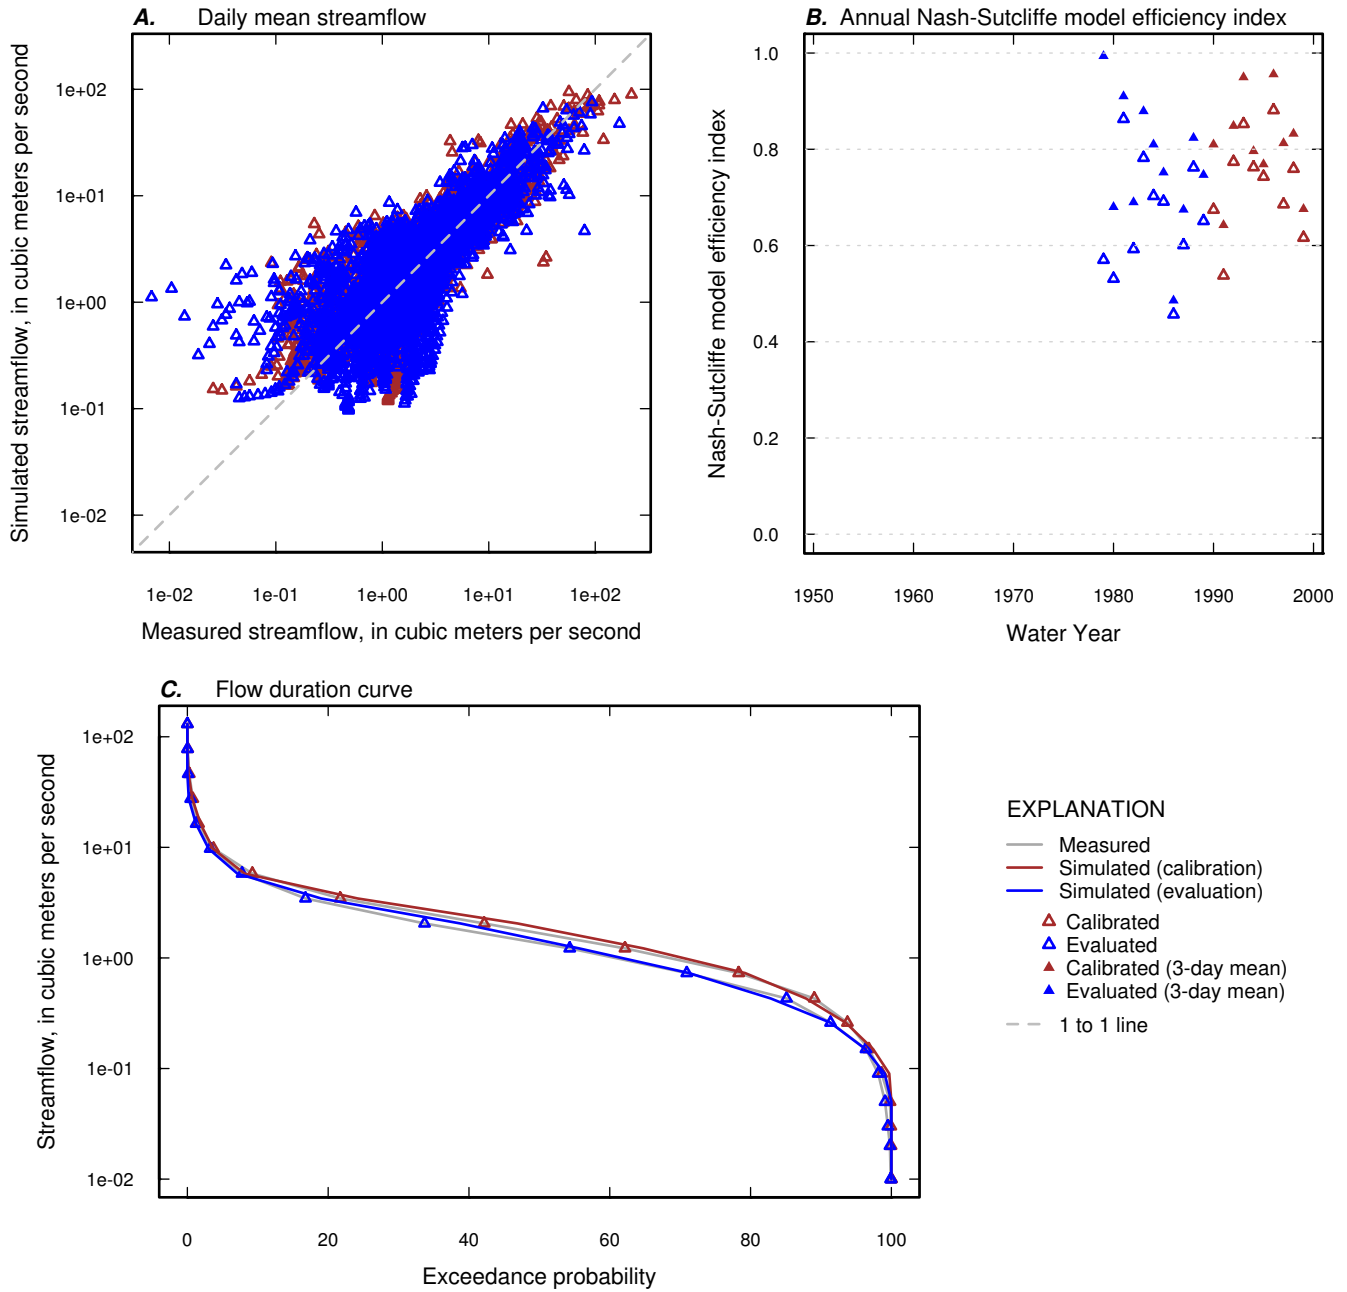 A. Daily mean streamflow
Simulated streamflow, in cubic meters per second
1e+02
1e+01
1e+00
1e-01
1e-02
1e-02 1e-01 1e+00 1e+01 1e+02
Measured streamflow, in cubic meters per second
B. Annual Nash-Sutcliffe model efficiency index
Nash-Sutcliffe model efficiency index
1.0
0.8
0.6
0.4
0.2
0.0
1950 1960 1970 1980 1990 2000
Water Year
C. Flow duration curve
Streamflow, in cubic meters per second
1e+02
1e+01
1e+00
1e-01
1e-02
0 20 40 60 80 100
Exceedance probability
EXPLANATION
Measured
Simulated (calibration)
Simulated (evaluation)
Calibrated
Evaluated
Calibrated (3-day mean)
Evaluated (3-day mean)
1 to 1 line